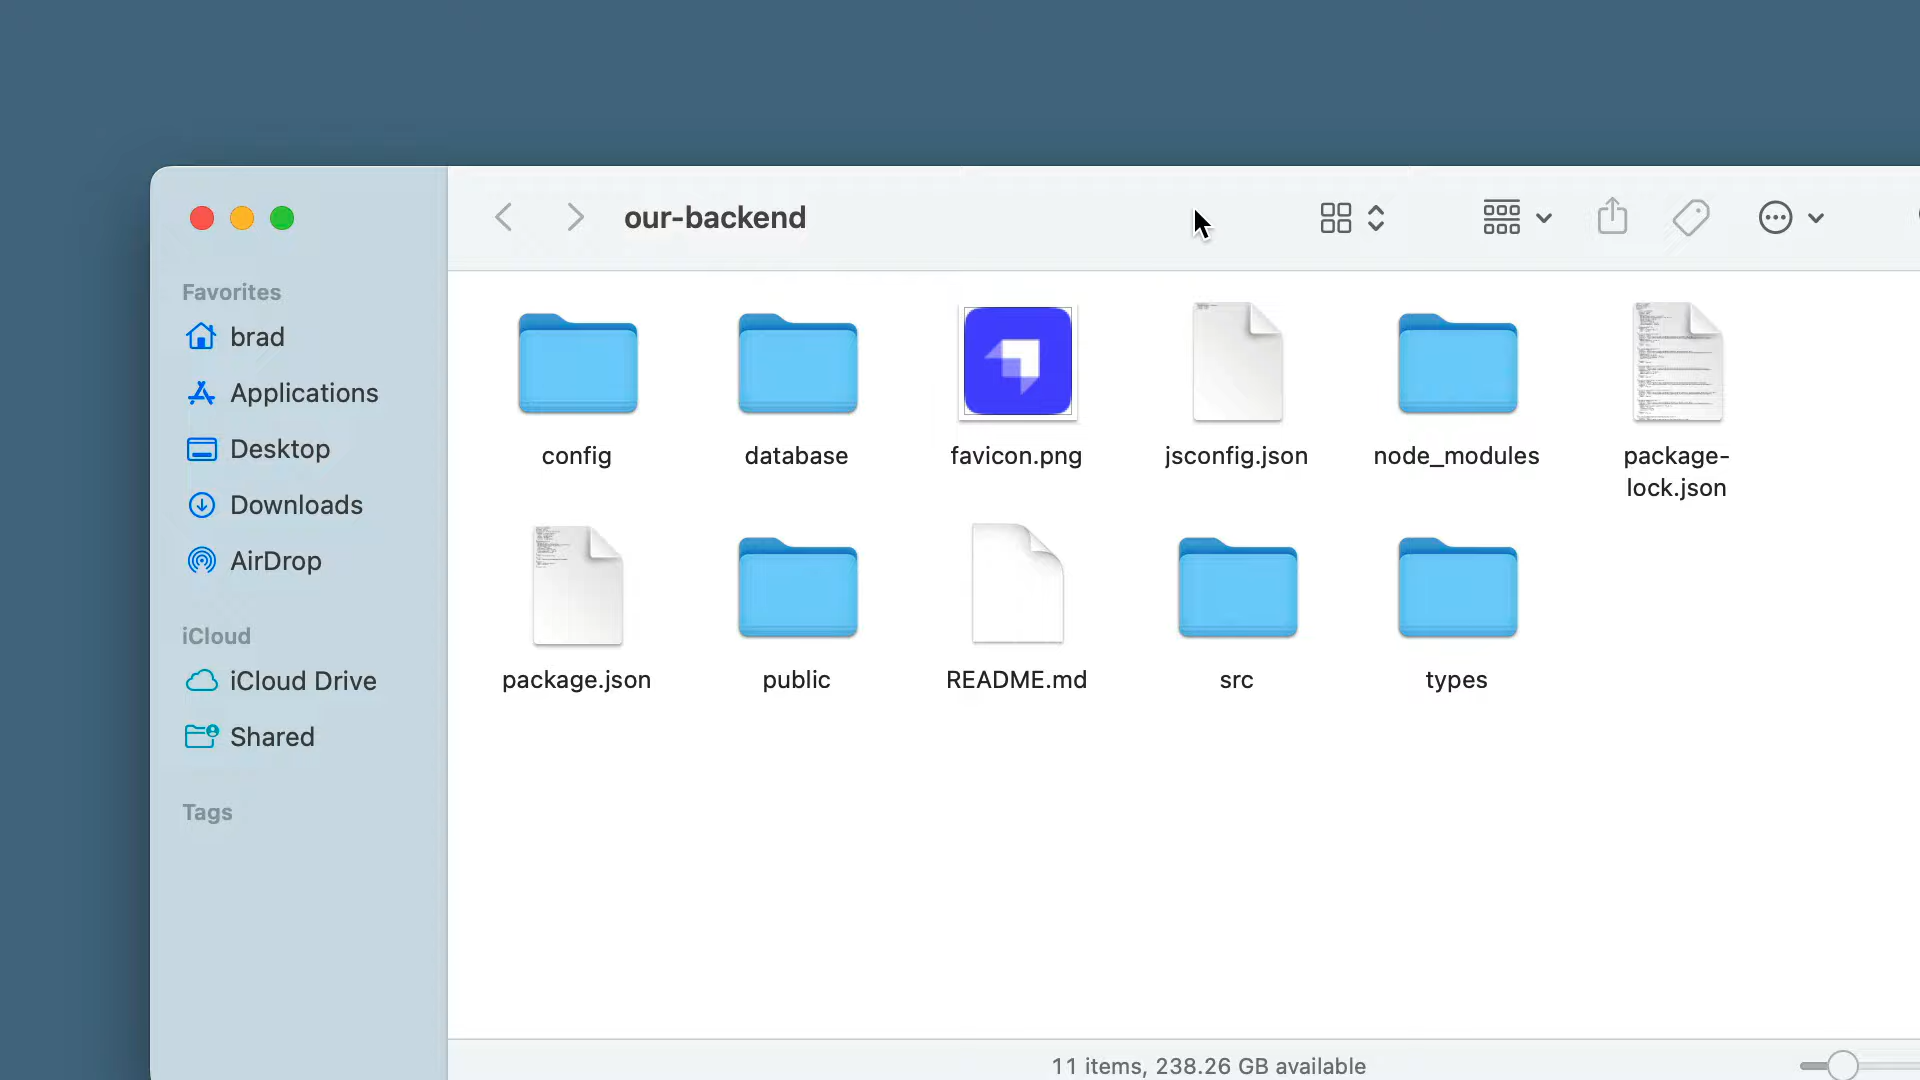 our-backend
Favorites
brad
Applications
Desktop
Downloads
AirDrop
iCloud
iCloud Drive
Shared
Tags
config
database
favicon.png
jsconfig.json
node_modules
package-
lock.json
package.json
public
README.md
src
types
11 items, 238.26 GB available